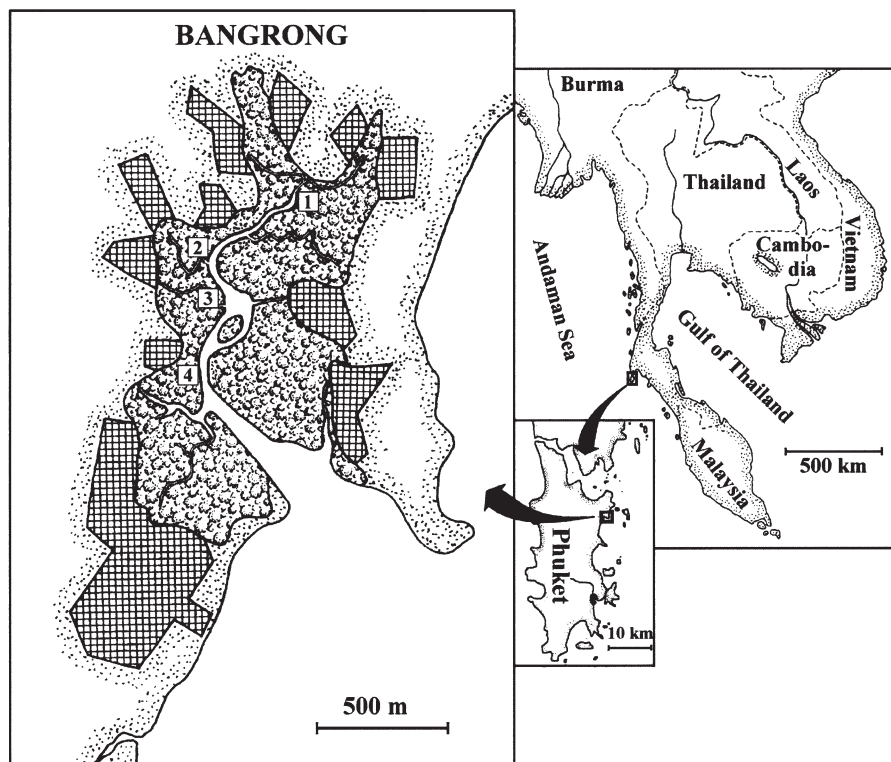 BANGRONG
1
2
3
4
500 m
Burma
Thailand
Laos
Vietnam
Cambo-
dia
Andaman Sea
Gulf of Thailand
Malaysia
500 km
Phuket
10 km